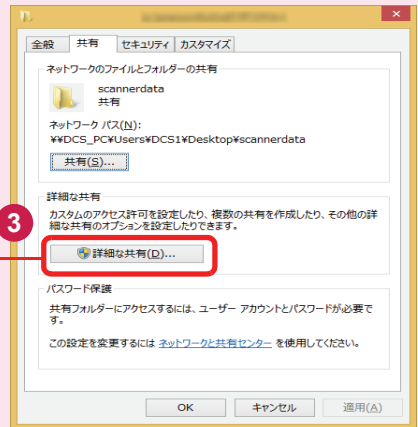 全般 共有 セキュリティ カスタマイズ
ネットワークのファイルとフォルダーの共有
scannerdata
共有
ネットワーク パス(N):
¥¥DCS_PC¥Users¥DCS1¥Desktop¥scannerdata
共有(S)...
詳細な共有
カスタムのアクセス許可を設定したり、複数の共有を作成したり、その他の詳
細な共有のオプションを設定したりできます。
3
詳細な共有(D)...
パスワード保護
共有フォルダーにアクセスするには、ユーザー アカウントとパスワードが必要で
す。
この設定を変更するには ネットワークと共有センター を使用してください。
OK キャンセル 適用(A)